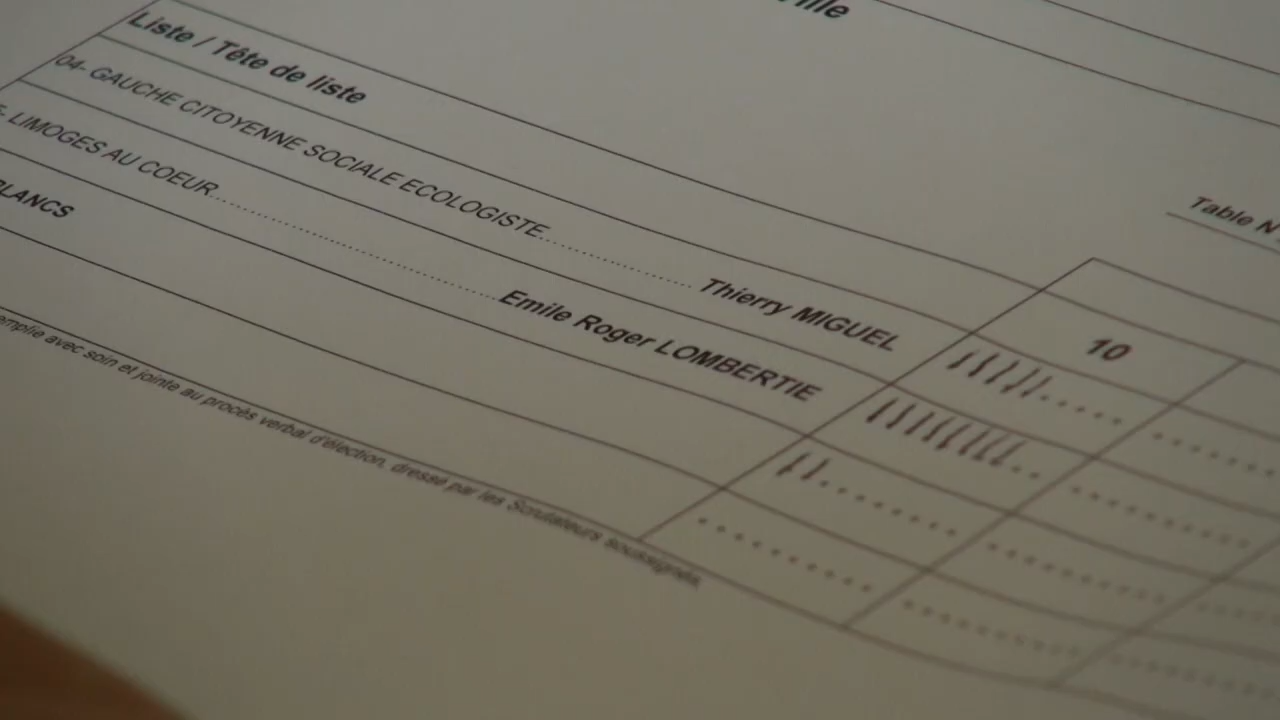 Liste / Tête de liste
10
04- GAUCHE CITOYENNE SOCIALE ECOLOGISTE.......... Thierry MIGUEL
- LIMOGES AU COEUR..........Emile Roger LOMBERTIE
BLANCS
Table N°
avec soin et jointe au procès verbal d'élection, dressé par les Scrutateurs soussignés,